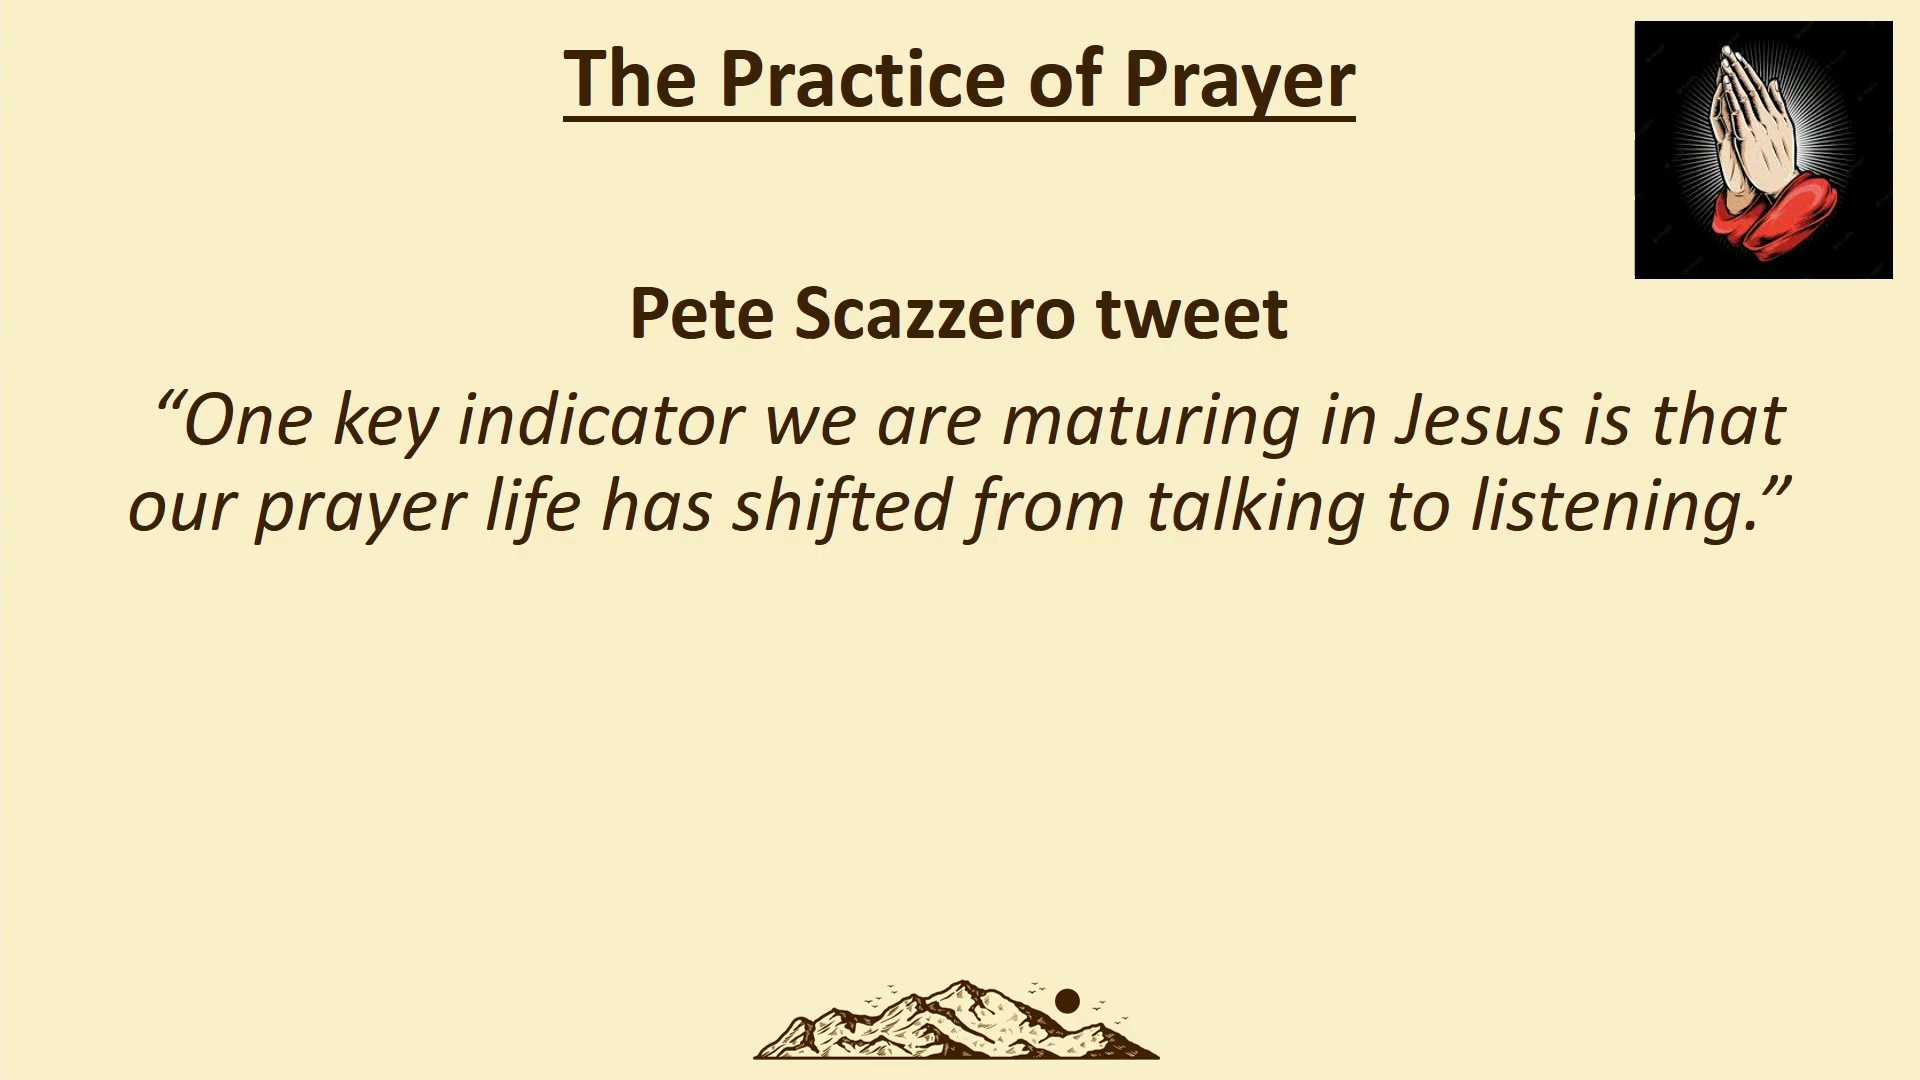 The Practice of Prayer
Pete Scazzero tweet
“One key indicator we are maturing in Jesus is that
our prayer life has shifted from talking to listening.”